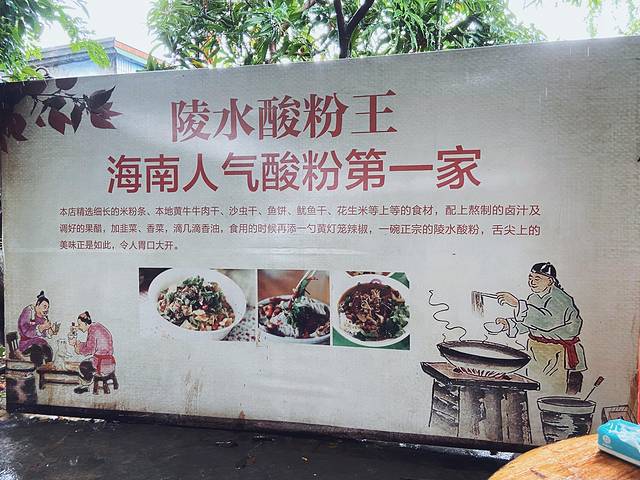 陵水酸粉王
海南人气酸粉第一家
本店精选细长的米粉条、本地黄牛牛肉干、沙虫干、鱼饼、鱿鱼干、花生米等上等的食材，配上熬制的卤汁及
调好的果醋，加韭菜、香菜，滴几滴香油，食用的时候再添一勺黄灯笼辣椒，一碗正宗的陵水酸粉，舌尖上的
美味正是如此，令人胃口大开。